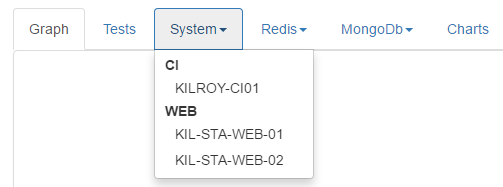 Graph Tests System Redis MongoDb Charts
CI
KILROY-CI01
WEB
KIL-STA-WEB-01
KIL-STA-WEB-02